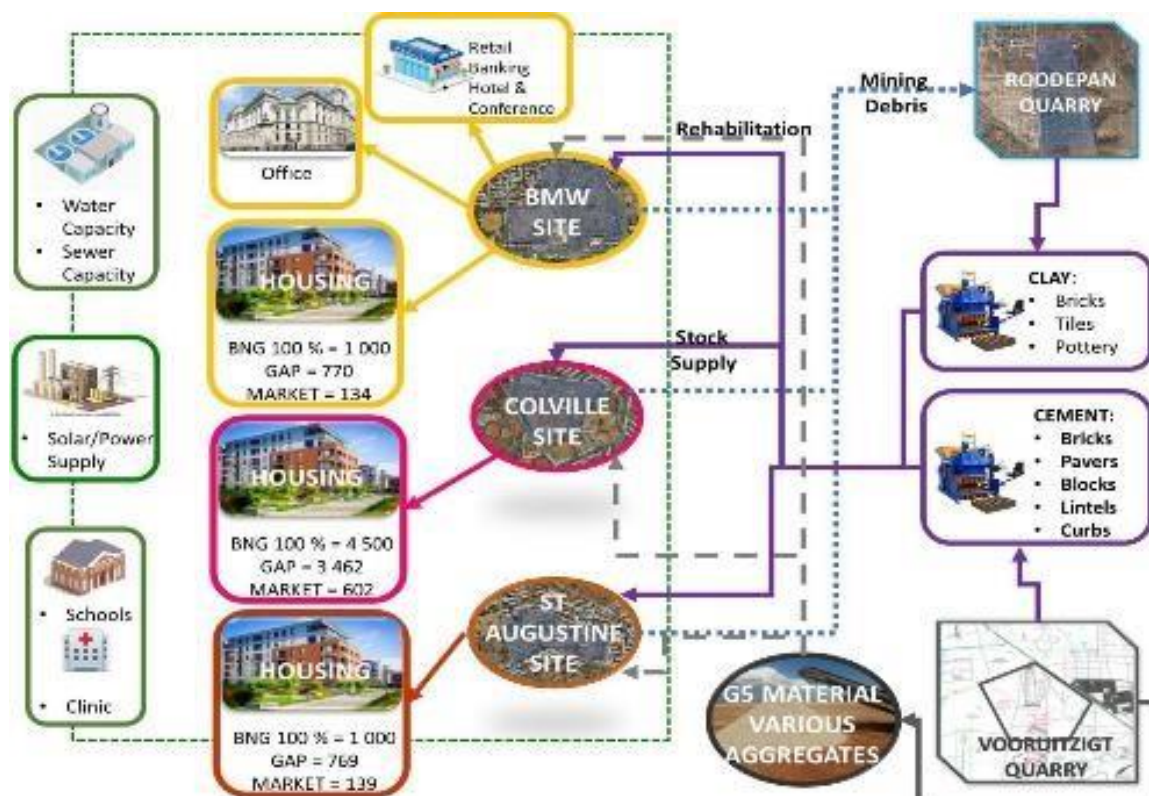 Retail
Banking
Hotel &
Conference
Mining
Debris
ROODEPAN
QUARRY
Rehabilitation
Water
Capacity
Sewer
Capacity
Office
BMW
SITE
HOUSING
BNG 100 % = 1 000
GAP = 770
MARKET = 134
CLAY:
Bricks
Tiles
Pottery
Stock
Supply
Solar/Power
Supply
COLVILLE
SITE
CEMENT:
Bricks
Pavers
Blocks
Lintels
Curbs
HOUSING
BNG 100 % = 4 500
GAP = 3 462
MARKET = 602
Schools
Clinic
ST
AUGUSTINE
SITE
HOUSING
BNG 100 % = 1 000
GAP = 769
MARKET = 139
G5 MATERIAL
VARIOUS
AGGREGATES
VOORUITZIGT
QUARRY